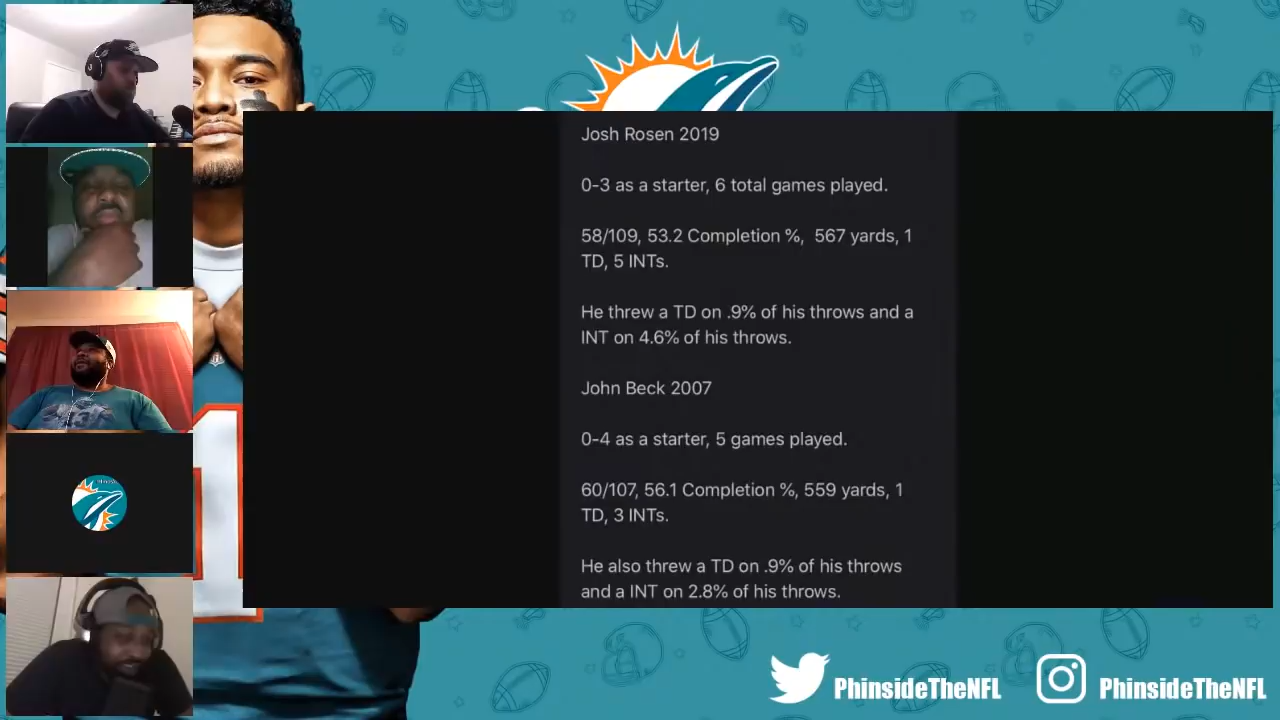 Josh Rosen 2019
0-3 as a starter, 6 total games played.
58/109, 53.2 Completion %, 567 yards, 1
TD, 5 INTs.
He threw a TD on .9% of his throws and a
INT on 4.6% of his throws.
John Beck 2007
0-4 as a starter, 5 games played.
60/107, 56.1 Completion %, 559 yards, 1
TD, 3 INTs.
He also threw a TD on .9% of his throws
and a INT on 2.8% of his throws.
PhinsideTheNFL
PhinsideTheNFL